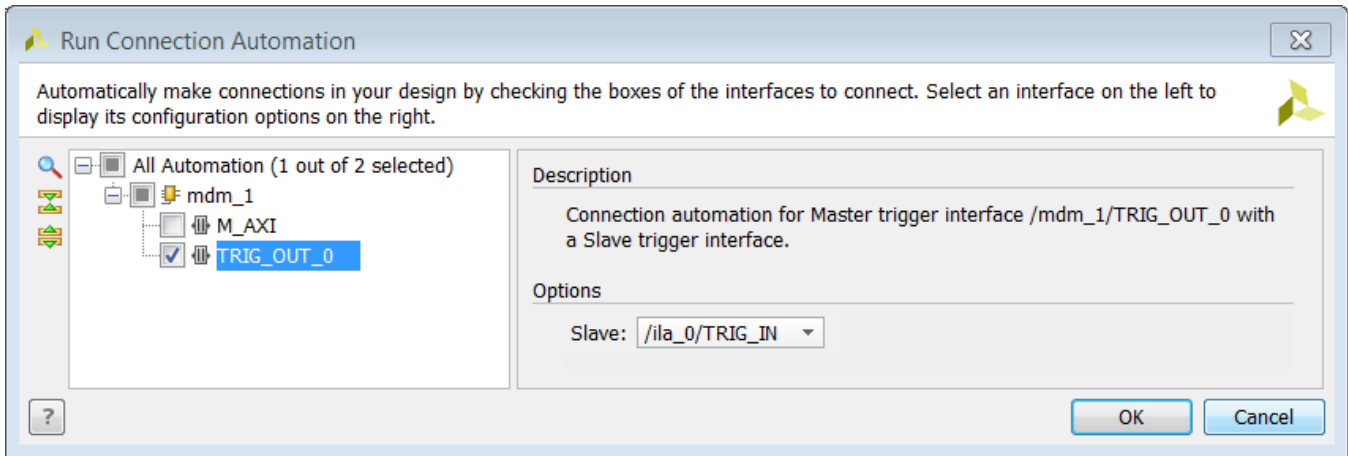 Run Connection Automation
Automatically make connections in your design by checking the boxes of the interfaces to connect. Select an interface on the left to
display its configuration options on the right.
All Automation (1 out of 2 selected)
mdm_1
M_AXI
TRIG_OUT_0
Description
Connection automation for Master trigger interface /mdm_1/TRIG_OUT_0 with
a Slave trigger interface.
Options
Slave: /ila_0/TRIG_IN
?
OK
Cancel